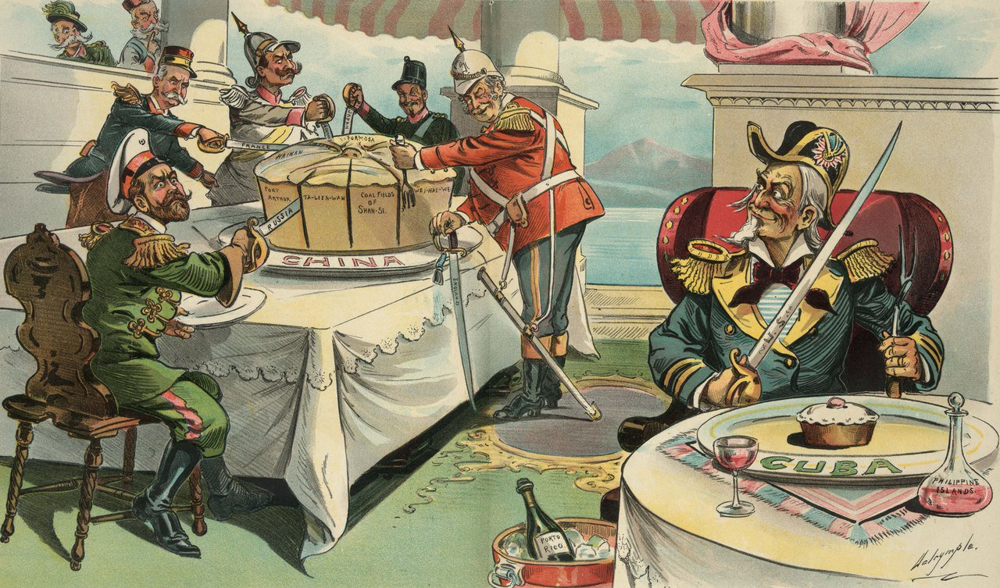 FRANCE
RUSSIA
HAINAN
FORMOSA
PORT
ARTHUR
TA-LIEN-WAN
COAL FIELDS
OF
SHAN-SI.
WEI-HAI-WEI
CHINA
ENGLAND
U.S.
CUBA
PHILIPPINE
ISLANDS.
PORTO
RICO
Dalrymple.